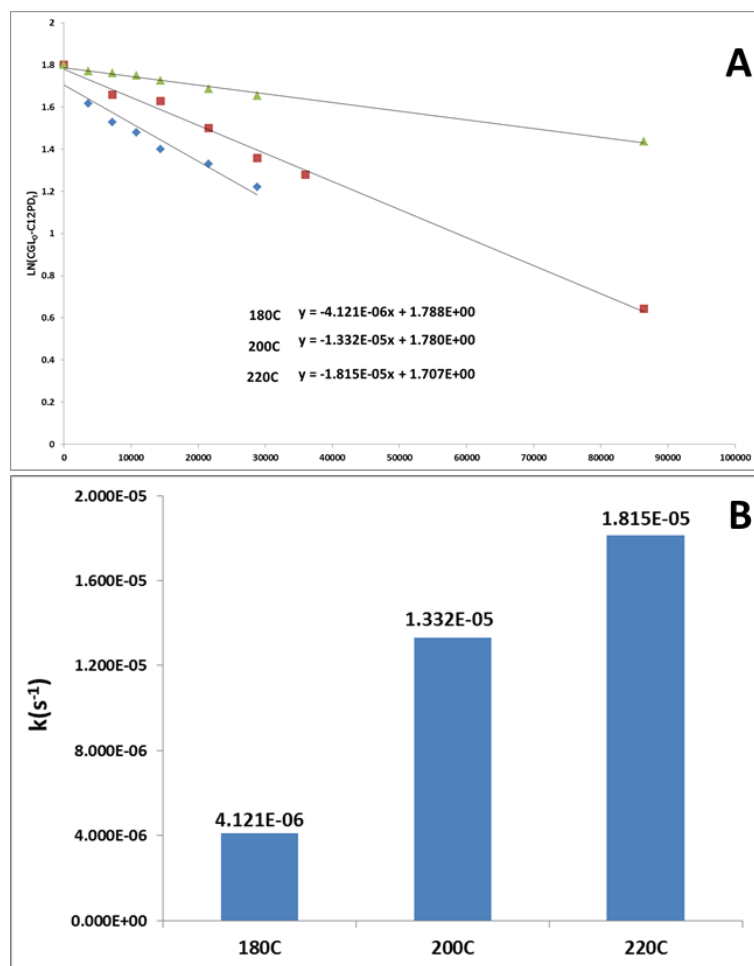 A
2
1.8
1.6
1.4
1.2
1
0.8
0.6
0.4
0.2
0
LN(CGL₀-C12PDₜ)
180C y = -4.121E-06x + 1.788E+00
200C y = -1.332E-05x + 1.780E+00
220C y = -1.815E-05x + 1.707E+00
0 10000 20000 30000 40000 50000 60000 70000 80000 90000 100000
B
2.000E-05
1.600E-05
1.200E-05
8.000E-06
4.000E-06
0.000E+00
k(s⁻¹)
4.121E-06
1.332E-05
1.815E-05
180C 200C 220C